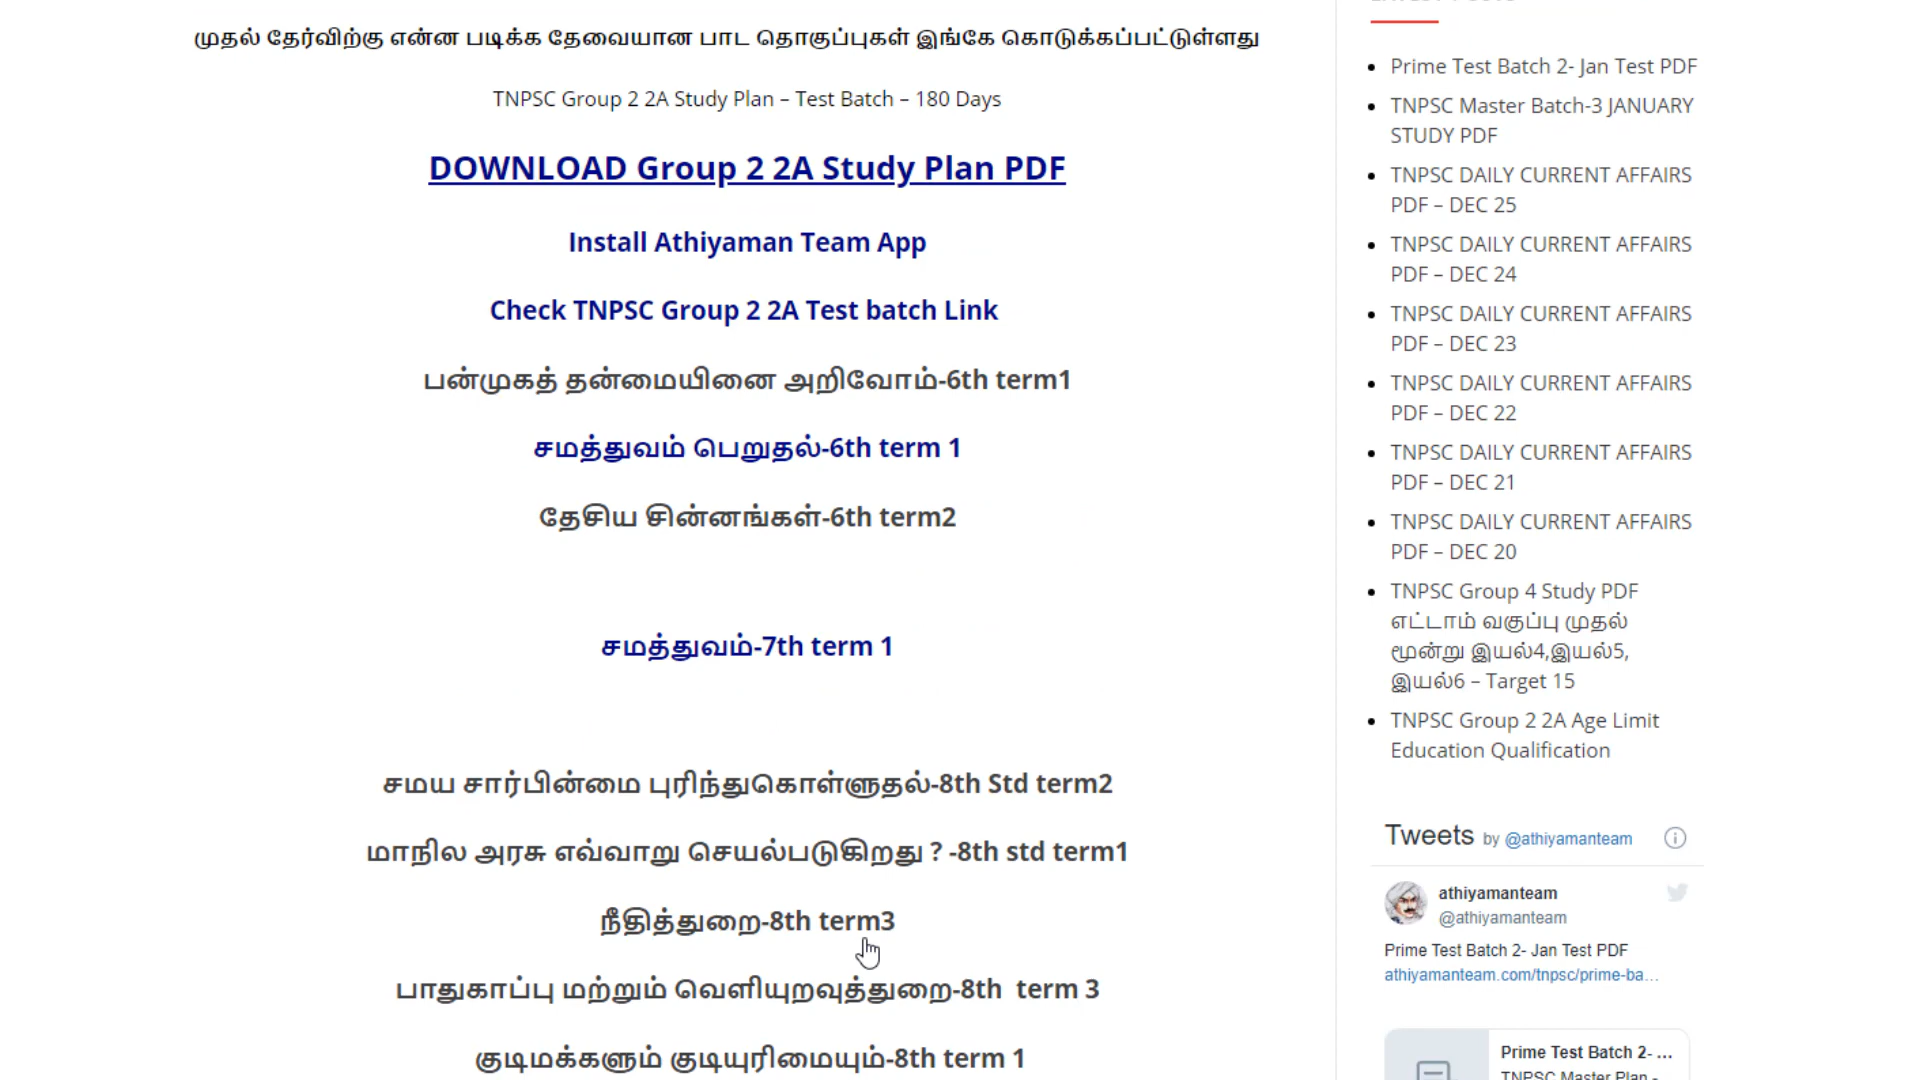 முதல் தேர்விற்கு என்ன படிக்க தேவையான பாட தொகுப்புகள் இங்கே கொடுக்கப்பட்டுள்ளது
TNPSC Group 2 2A Study Plan – Test Batch – 180 Days
DOWNLOAD Group 2 2A Study Plan PDF
Install Athiyaman Team App
Check TNPSC Group 2 2A Test batch Link
பன்முகத் தன்மையினை அறிவோம்-6th term1
சமத்துவம் பெறுதல்-6th term 1
தேசிய சின்னங்கள்-6th term2
சமத்துவம்-7th term 1
சமய சார்பின்மை புரிந்துகொள்ளுதல்-8th Std term2
மாநில அரசு எவ்வாறு செயல்படுகிறது ? -8th std term1
நீதித்துறை-8th term3
பாதுகாப்பு மற்றும் வெளியுறவுத்துறை-8th term 3
குடிமக்களும் குடியுரிமையும்-8th term 1
Prime Test Batch 2- Jan Test PDF
TNPSC Master Batch-3 JANUARY
STUDY PDF
TNPSC DAILY CURRENT AFFAIRS
PDF – DEC 25
TNPSC DAILY CURRENT AFFAIRS
PDF – DEC 24
TNPSC DAILY CURRENT AFFAIRS
PDF – DEC 23
TNPSC DAILY CURRENT AFFAIRS
PDF – DEC 22
TNPSC DAILY CURRENT AFFAIRS
PDF – DEC 21
TNPSC DAILY CURRENT AFFAIRS
PDF – DEC 20
TNPSC Group 4 Study PDF
எட்டாம் வகுப்பு முதல்
மூன்று இயல்4,இயல்5,
இயல்6 – Target 15
TNPSC Group 2 2A Age Limit
Education Qualification
Tweets by @athiyamanteam
athiyamanteam
@athiyamanteam
Prime Test Batch 2- Jan Test PDF
athiyamanteam.com/tnpsc/prime-ba…
Prime Test Batch 2- ...
TNPSC Master Plan -